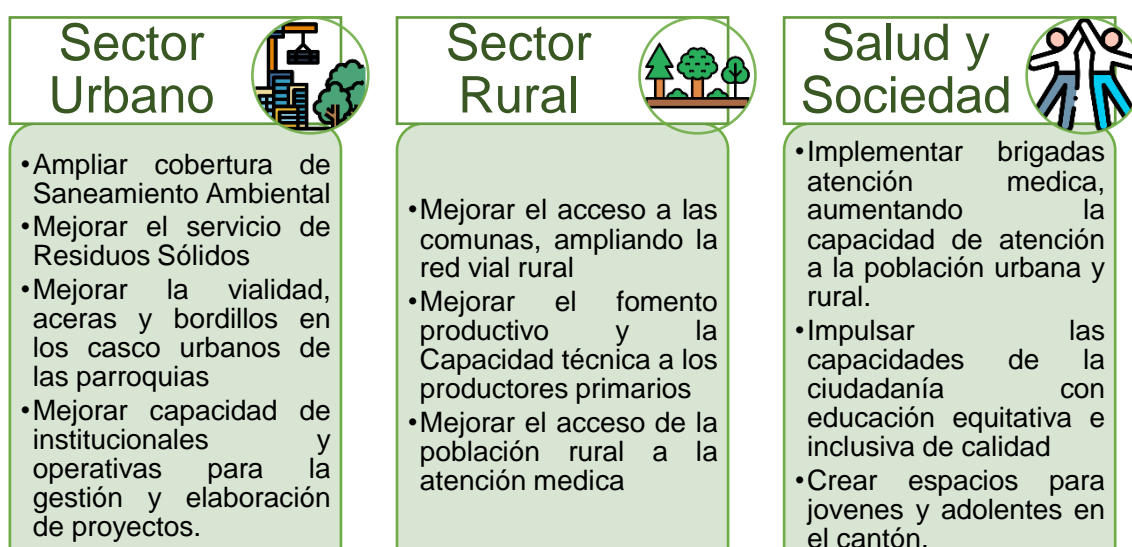 Sector
Urbano
•Ampliar cobertura de
Saneamiento Ambiental
•Mejorar el servicio de
Residuos Sólidos
•Mejorar la vialidad,
aceras y bordillos en
los casco urbanos de
las parroquias
•Mejorar capacidad de
institucionales y
operativas para la
gestión y elaboración
de proyectos.
Sector
Rural
•Mejorar el acceso a las
comunas, ampliando la
red vial rural
•Mejorar el fomento
productivo y la
Capacidad técnica a los
productores primarios
•Mejorar el acceso de la
población rural a la
atención medica
Salud y
Sociedad
•Implementar brigadas
atención medica,
aumentando la
capacidad de atención
a la población urbana y
rural.
•Impulsar las
capacidades de la
ciudadanía con
educación equitativa e
inclusiva de calidad
•Crear espacios para
jovenes y adolentes en
el cantón.